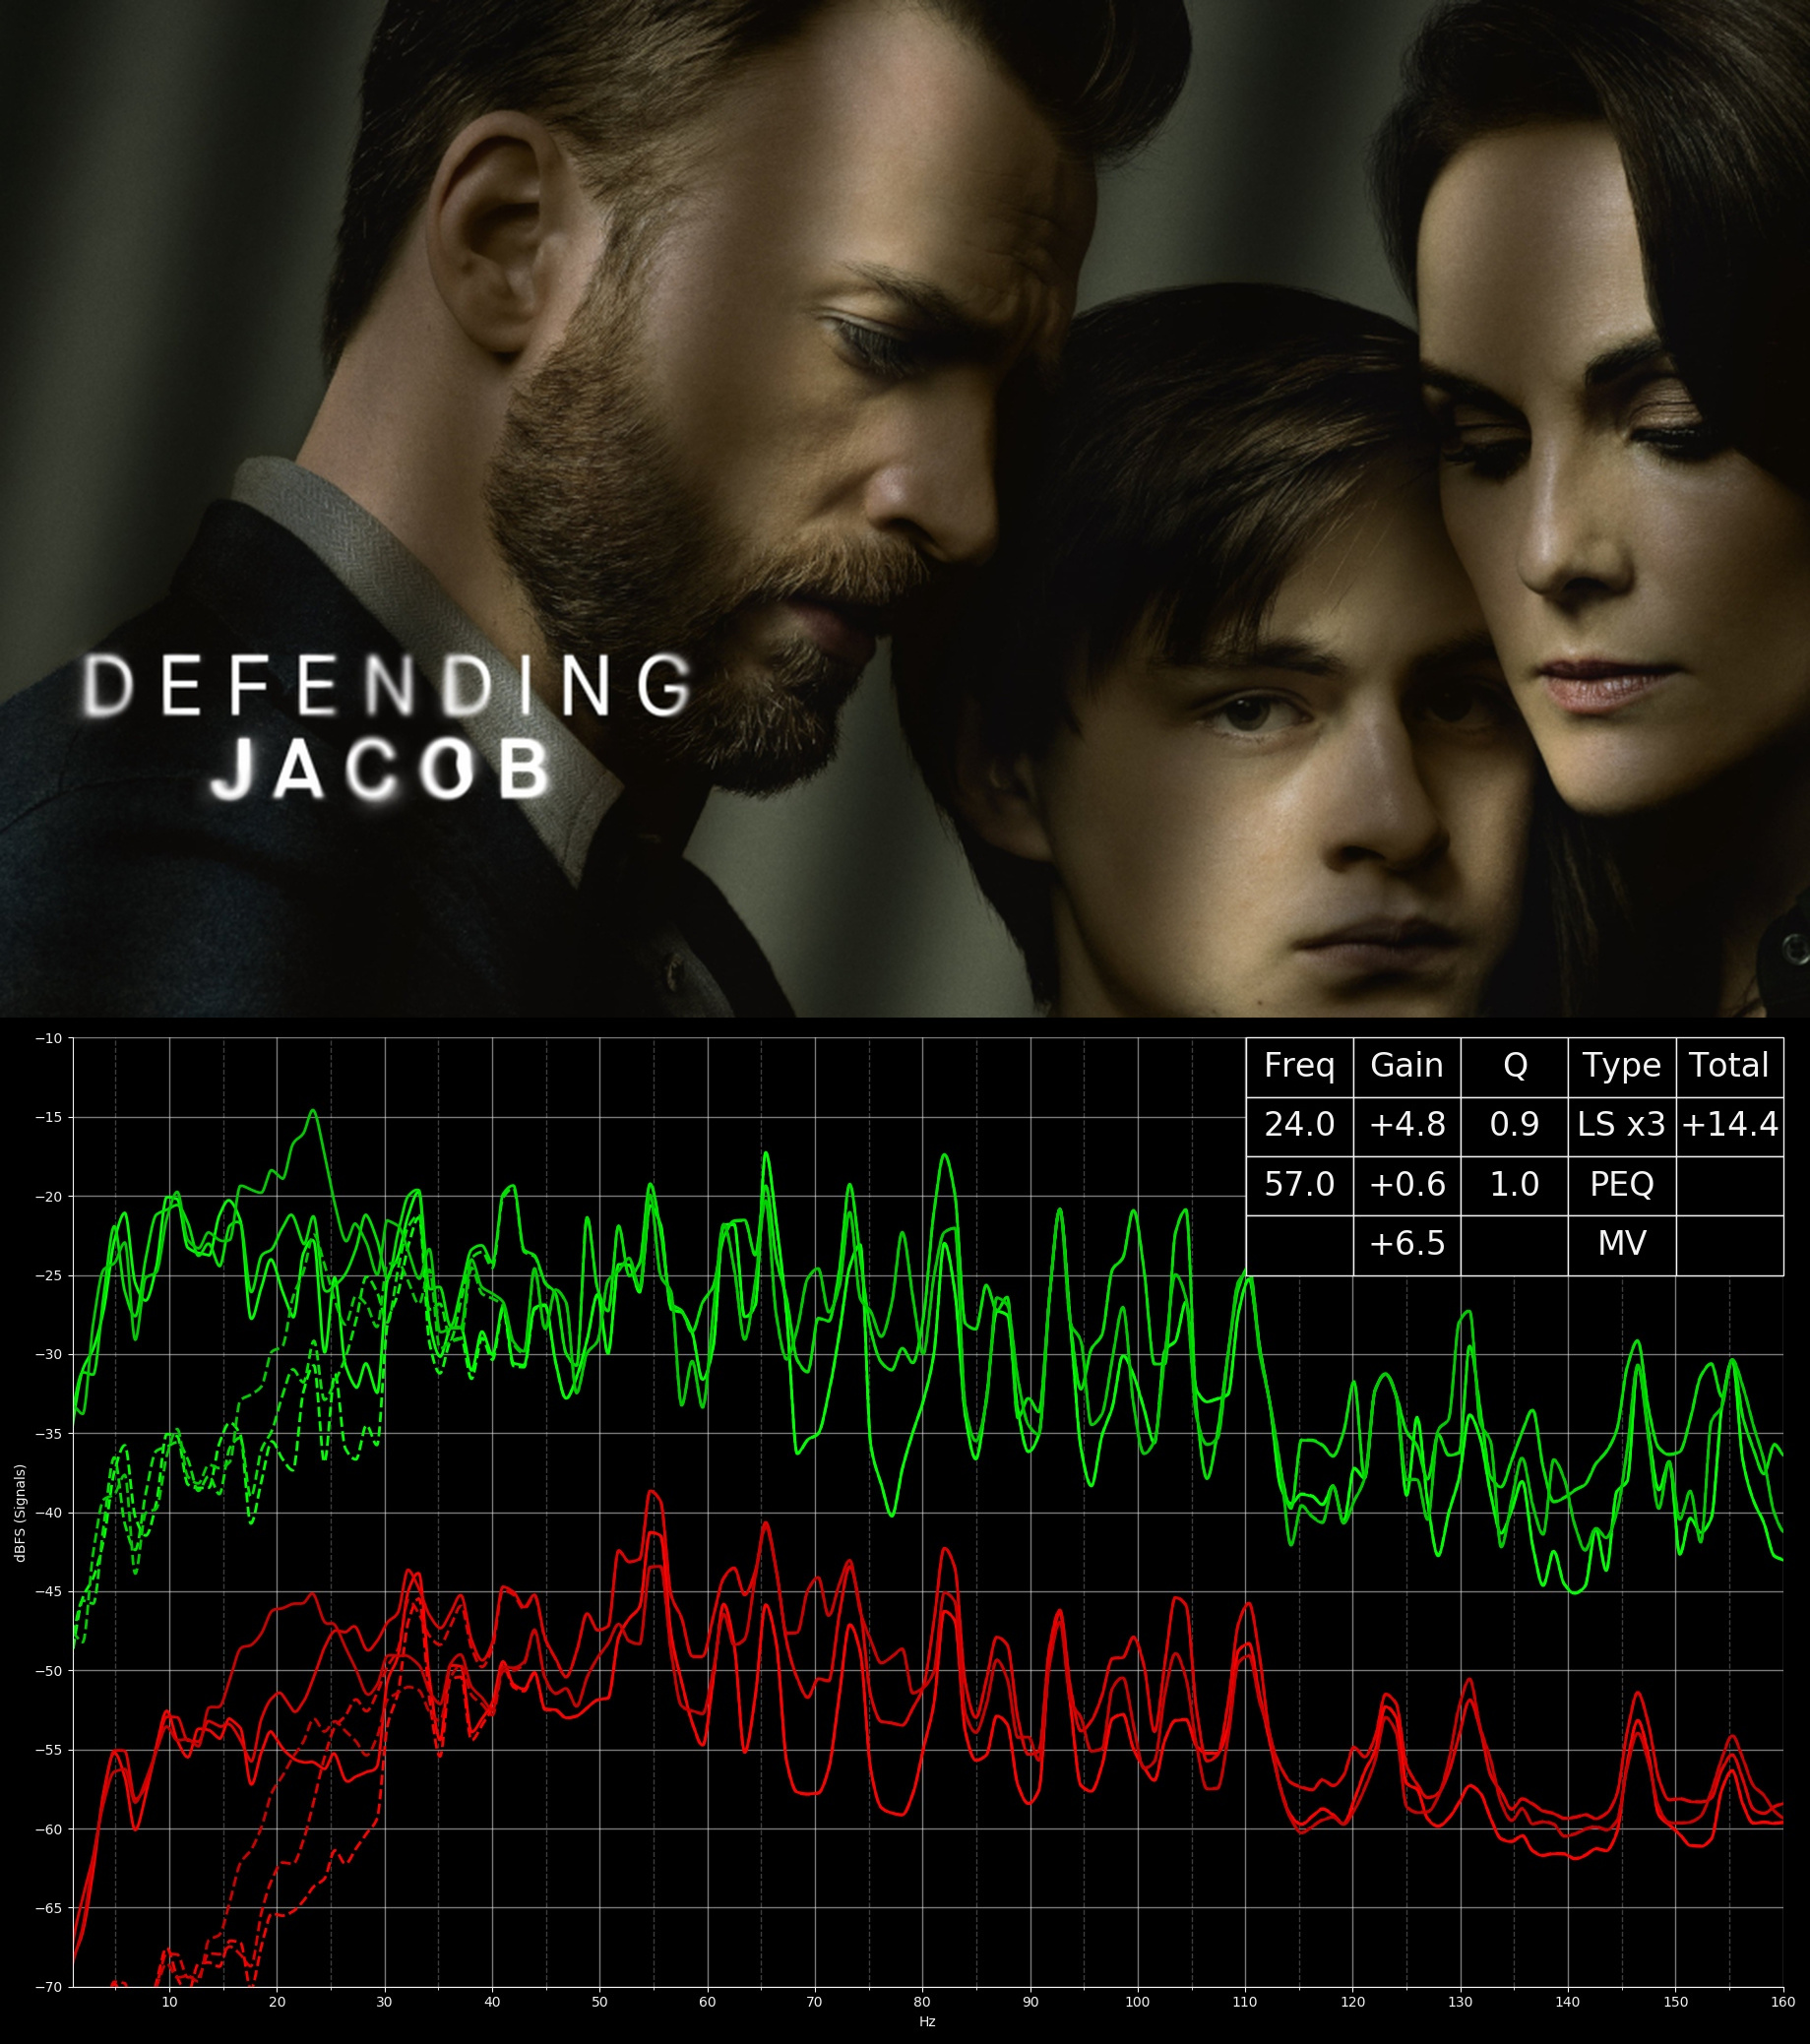 DEFENDING
JACOB
Freq Gain Q Type Total
24.0 +4.8 0.9 LS x3 +14.4
57.0 +0.6 1.0 PEQ
+6.5 MV
−10
−15
−20
−25
−30
−35
−40
−45
−50
−55
−60
−65
−70
dBFS (Signals)
10 20 30 40 50 60 70 80 90 100 110 120 130 140 150 160
Hz